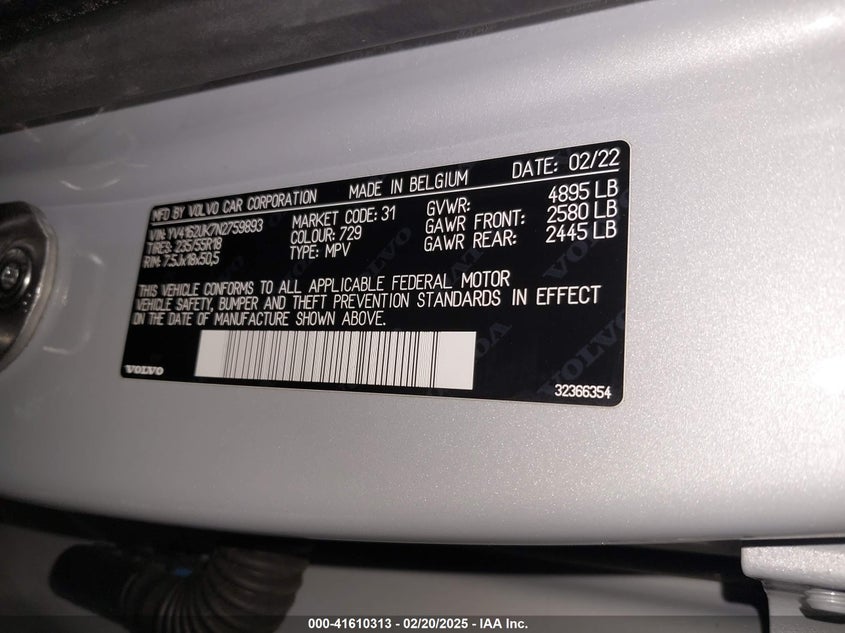 MFD BY VOLVO CAR CORPORATION MADE IN BELGIUM DATE: 02/22
VIN: YV4162UK7N2759893 MARKET CODE: 31 GVWR: 4895 LB
TIRES: 235/55R18 COLOUR: 729 GAWR FRONT: 2580 LB
RIM: 7.5Jx18x50,5 TYPE: MPV GAWR REAR: 2445 LB
THIS VEHICLE CONFORMS TO ALL APPLICABLE FEDERAL MOTOR
VEHICLE SAFETY, BUMPER AND THEFT PREVENTION STANDARDS IN EFFECT
ON THE DATE OF MANUFACTURE SHOWN ABOVE.
VOLVO
32366354
000-41610313 - 02/20/2025 - IAA Inc.